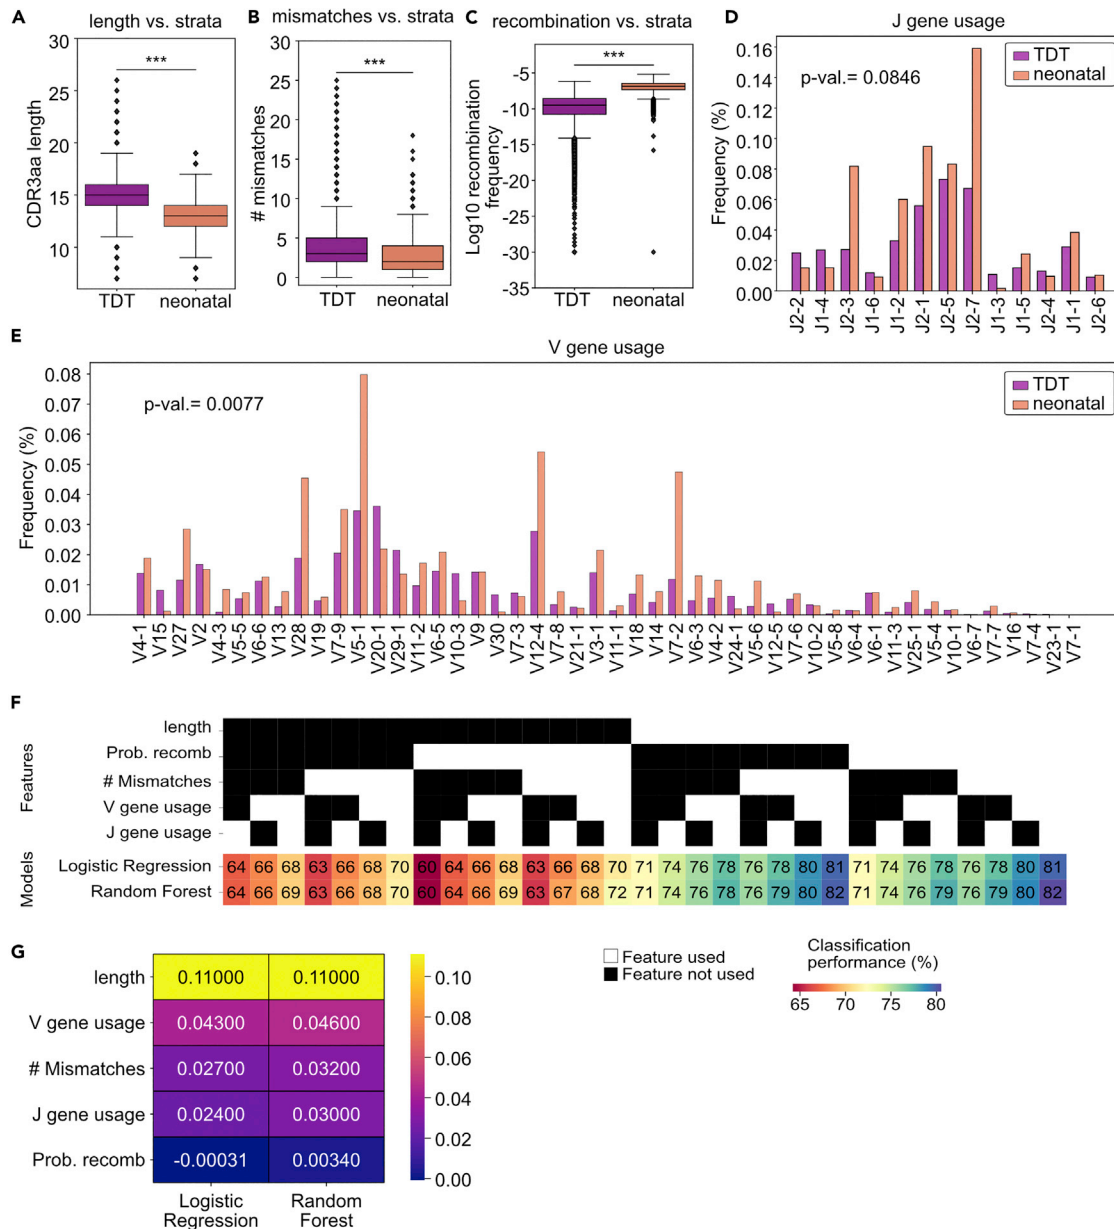 A
length vs. strata
CDR3aa length
30
25
20
15
10
***
TDT neonatal
B
mismatches vs. strata
# mismatches
30
25
20
15
10
5
0
***
TDT neonatal
C
recombination vs. strata
Log10 recombination
frequency
-5
-10
-15
-20
-25
-30
-35
***
TDT neonatal
D
J gene usage
Frequency (%)
0.16
0.14
0.12
0.10
0.08
0.06
0.04
0.02
0.00
p-val.= 0.0846
TDT
neonatal
J2-2 J1-4 J2-3 J1-6 J1-2 J2-1 J2-5 J2-7 J1-3 J1-5 J2-4 J1-1 J2-6
E
V gene usage
Frequency (%)
0.08
0.07
0.06
0.05
0.04
0.03
0.02
0.01
0.00
p-val.= 0.0077
TDT
neonatal
V4-1 V15 V27 V2 V4-3 V5-5 V6-6 V13 V28 V19 V7-9 V5-1 V20-1 V29-1 V11-2 V6-5 V10-3 V9 V30 V7-3 V12-4 V7-8 V21-1 V3-1 V11-1 V18 V14 V7-2 V6-3 V4-2 V24-1 V5-6 V12-5 V7-6 V10-2 V5-8 V6-4 V6-1 V11-3 V25-1 V5-4 V10-1 V6-7 V7-7 V16 V7-4 V23-1 V7-1
F
Features
length
Prob. recomb
# Mismatches
V gene usage
J gene usage
Models
Logistic Regression 64 66 68 63 66 68 70 60 64 66 68 63 66 68 70 71 74 76 78 76 78 80 81 71 74 76 78 76 78 80 81
Random Forest 64 66 69 63 66 68 70 60 64 66 69 63 67 68 72 71 74 76 78 76 79 80 82 71 74 76 79 76 79 80 82
Feature used
Feature not used
Classification
performance (%)
65 70 75 80
G
length 0.11000 0.11000
V gene usage 0.04300 0.04600
# Mismatches 0.02700 0.03200
J gene usage 0.02400 0.03000
Prob. recomb -0.00031 0.00340
Logistic
Regression
Random
Forest
0.10
0.08
0.06
0.04
0.02
0.00